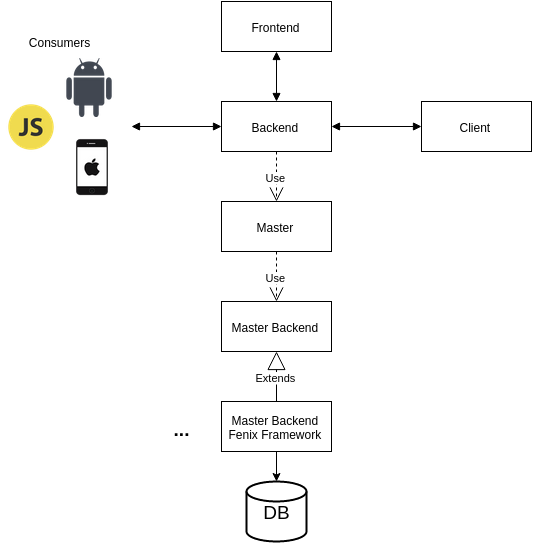 Frontend
Consumers
JS
Backend
Client
Use
Master
Use
Master Backend
Extends
Master Backend
Fenix Framework
...
DB